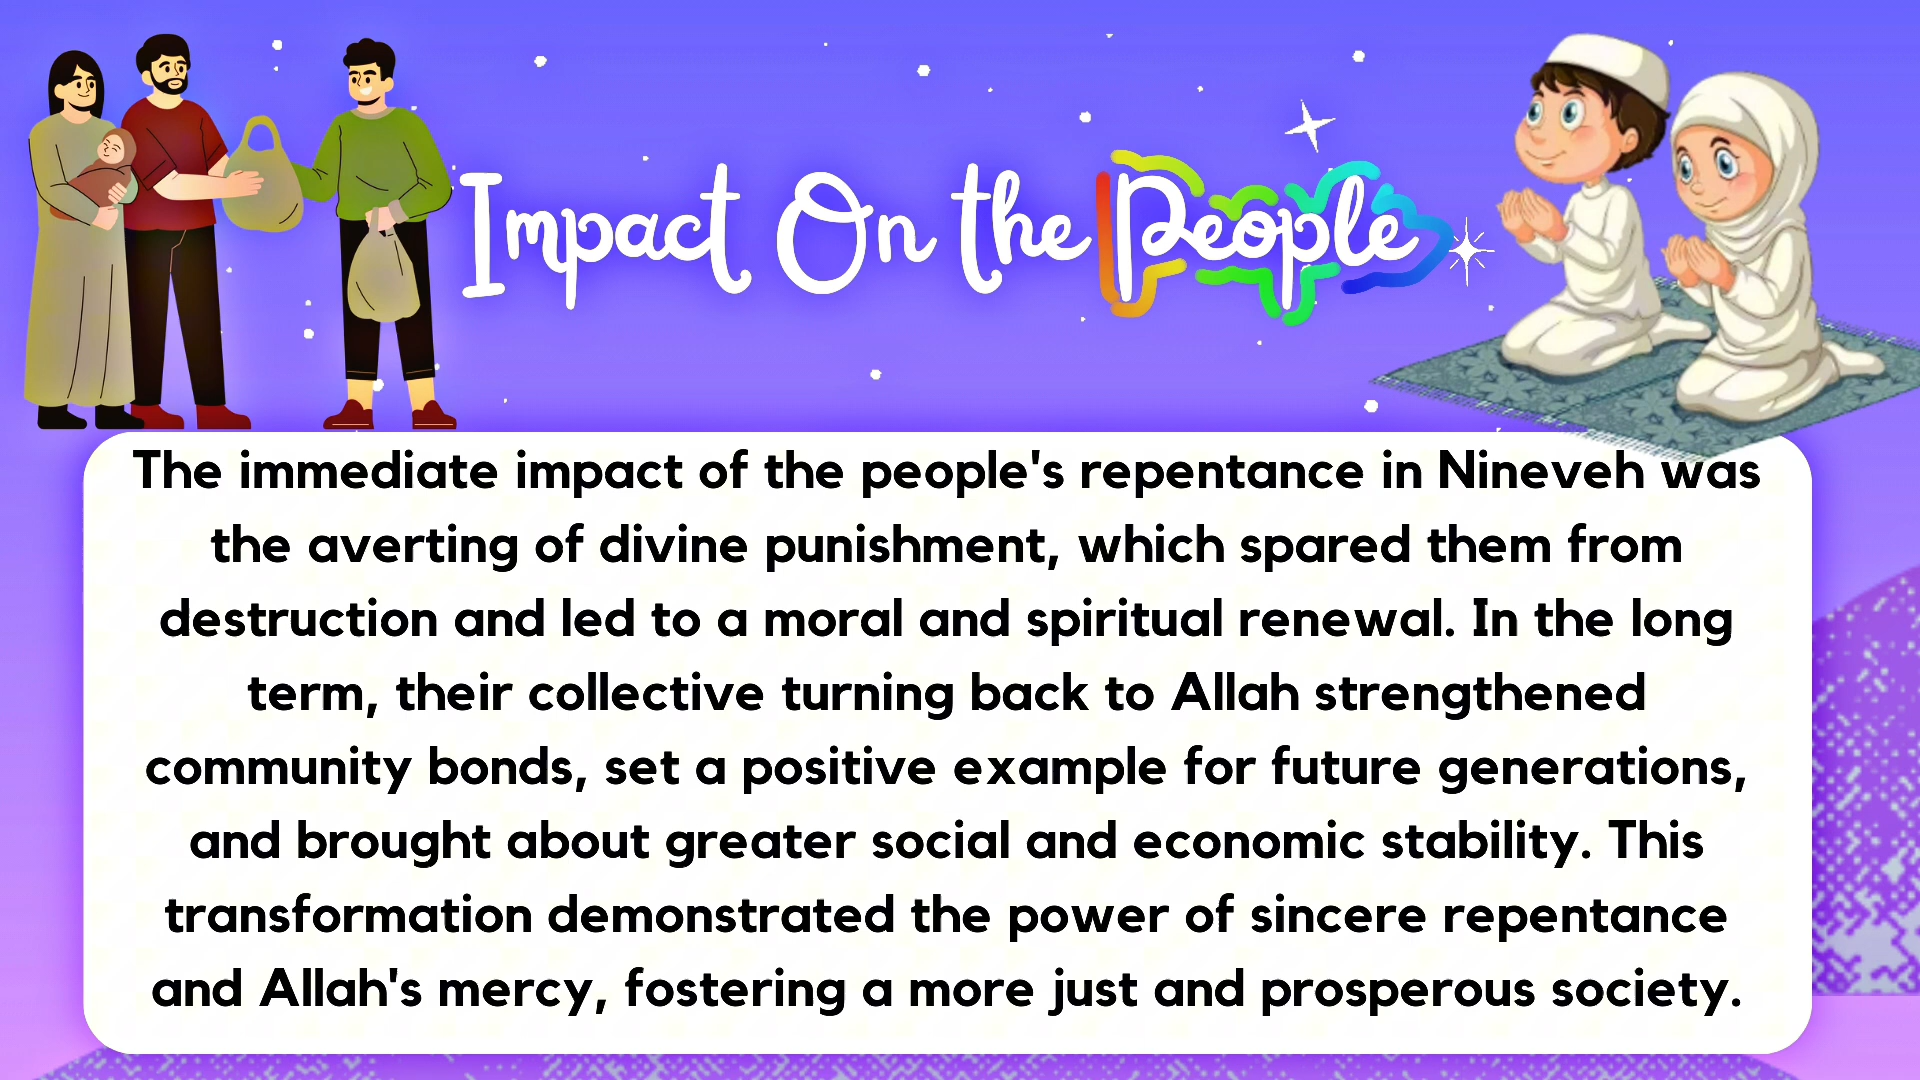 Impact On the People
The immediate impact of the people's repentance in Nineveh was
the averting of divine punishment, which spared them from
destruction and led to a moral and spiritual renewal. In the long
term, their collective turning back to Allah strengthened
community bonds, set a positive example for future generations,
and brought about greater social and economic stability. This
transformation demonstrated the power of sincere repentance
and Allah's mercy, fostering a more just and prosperous society.